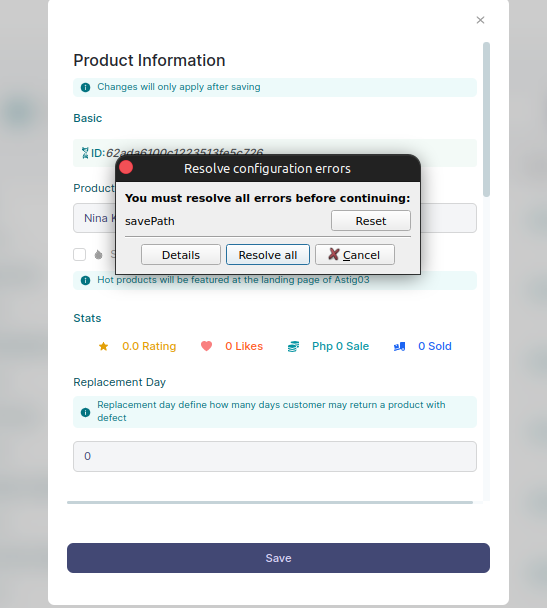 ×
Product Information
Changes will only apply after saving
Basic
ID:62ada6100c1223513fe5c726
Resolve configuration errors
You must resolve all errors before continuing:
savePath
Reset
Details
Resolve all
Cancel
Product
Nina
Hot products will be featured at the landing page of Astig03
Stats
0.0 Rating
0 Likes
Php 0 Sale
0 Sold
Replacement Day
Replacement day define how many days customer may return a product with
defect
0
Save